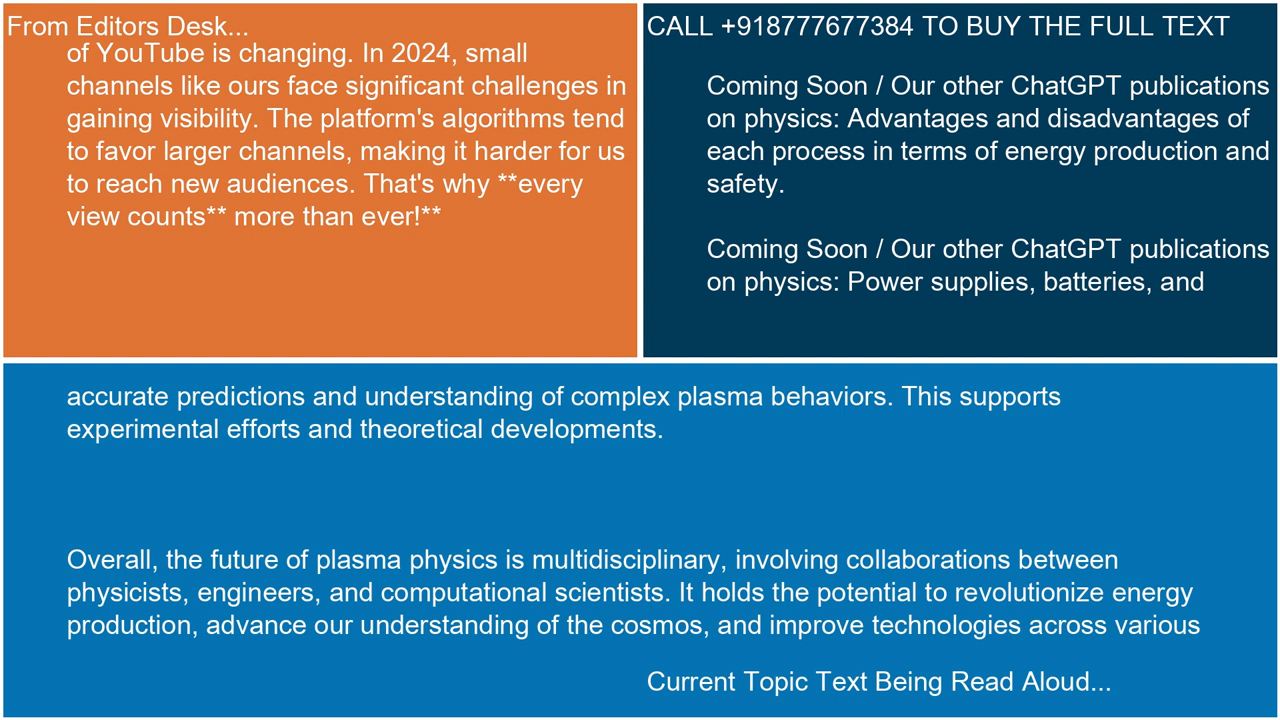 From Editors Desk...
of YouTube is changing. In 2024, small
channels like ours face significant challenges in
gaining visibility. The platform's algorithms tend
to favor larger channels, making it harder for us
to reach new audiences. That's why **every
view counts** more than ever!**
CALL +918777677384 TO BUY THE FULL TEXT
Coming Soon / Our other ChatGPT publications
on physics: Advantages and disadvantages of
each process in terms of energy production and
safety.
Coming Soon / Our other ChatGPT publications
on physics: Power supplies, batteries, and
accurate predictions and understanding of complex plasma behaviors. This supports
experimental efforts and theoretical developments.
Overall, the future of plasma physics is multidisciplinary, involving collaborations between
physicists, engineers, and computational scientists. It holds the potential to revolutionize energy
production, advance our understanding of the cosmos, and improve technologies across various
Current Topic Text Being Read Aloud...